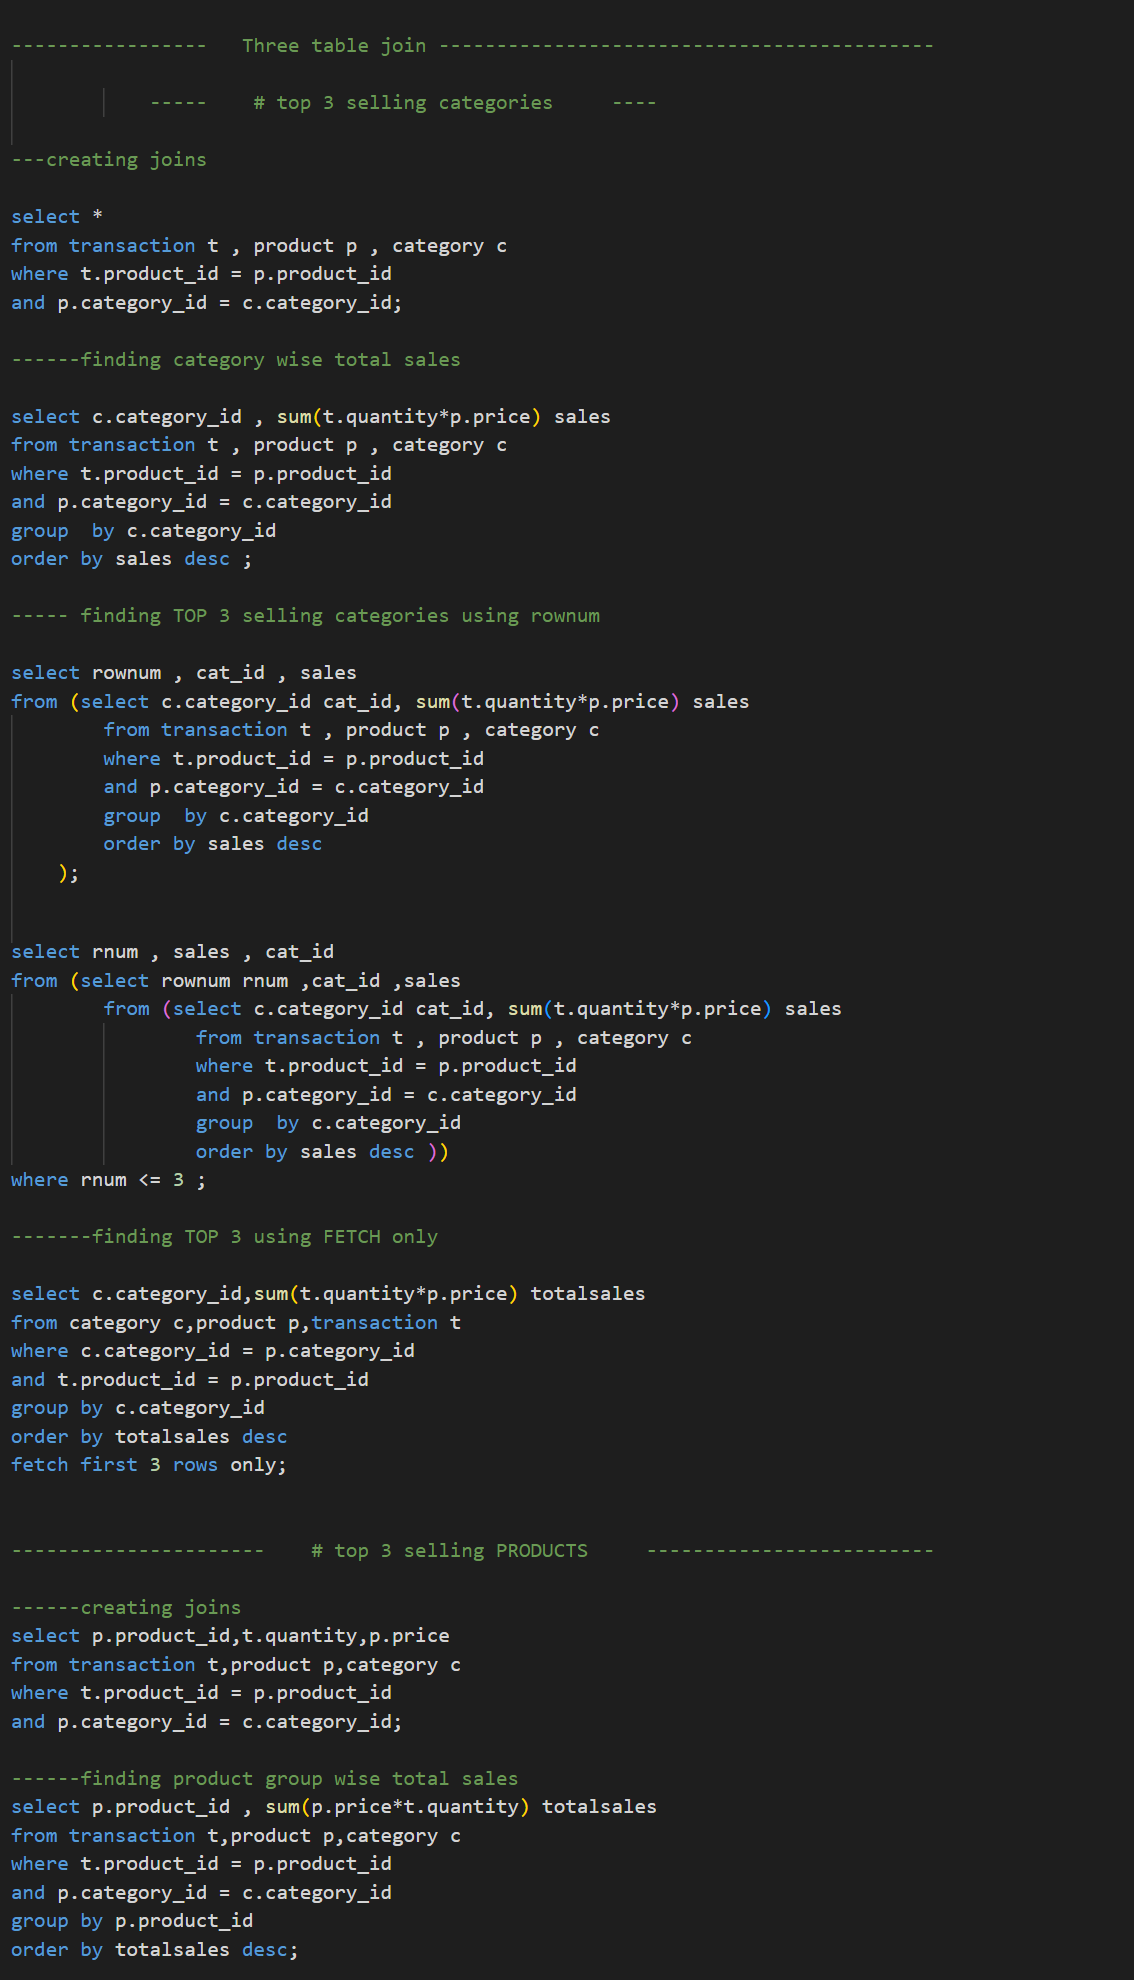 -----------------   Three table join -------------------------------------------
-----    # top 3 selling categories     ----
---creating joins
select *
from transaction t , product p , category c
where t.product_id = p.product_id
and p.category_id = c.category_id;
------finding category wise total sales
select c.category_id , sum(t.quantity*p.price) sales
from transaction t , product p , category c
where t.product_id = p.product_id
and p.category_id = c.category_id
group  by c.category_id
order by sales desc ;
----- finding TOP 3 selling categories using rownum
select rownum , cat_id , sales
from (select c.category_id cat_id, sum(t.quantity*p.price) sales
from transaction t , product p , category c
where t.product_id = p.product_id
and p.category_id = c.category_id
group  by c.category_id
order by sales desc
);
select rnum , sales , cat_id
from (select rownum rnum ,cat_id ,sales
from (select c.category_id cat_id, sum(t.quantity*p.price) sales
from transaction t , product p , category c
where t.product_id = p.product_id
and p.category_id = c.category_id
group  by c.category_id
order by sales desc ))
where rnum <= 3 ;
-------finding TOP 3 using FETCH only
select c.category_id,sum(t.quantity*p.price) totalsales
from category c,product p,transaction t
where c.category_id = p.category_id
and t.product_id = p.product_id
group by c.category_id
order by totalsales desc
fetch first 3 rows only;
----------------------    # top 3 selling PRODUCTS     -------------------------
------creating joins
select p.product_id,t.quantity,p.price
from transaction t,product p,category c
where t.product_id = p.product_id
and p.category_id = c.category_id;
------finding product group wise total sales
select p.product_id , sum(p.price*t.quantity) totalsales
from transaction t,product p,category c
where t.product_id = p.product_id
and p.category_id = c.category_id
group by p.product_id
order by totalsales desc;